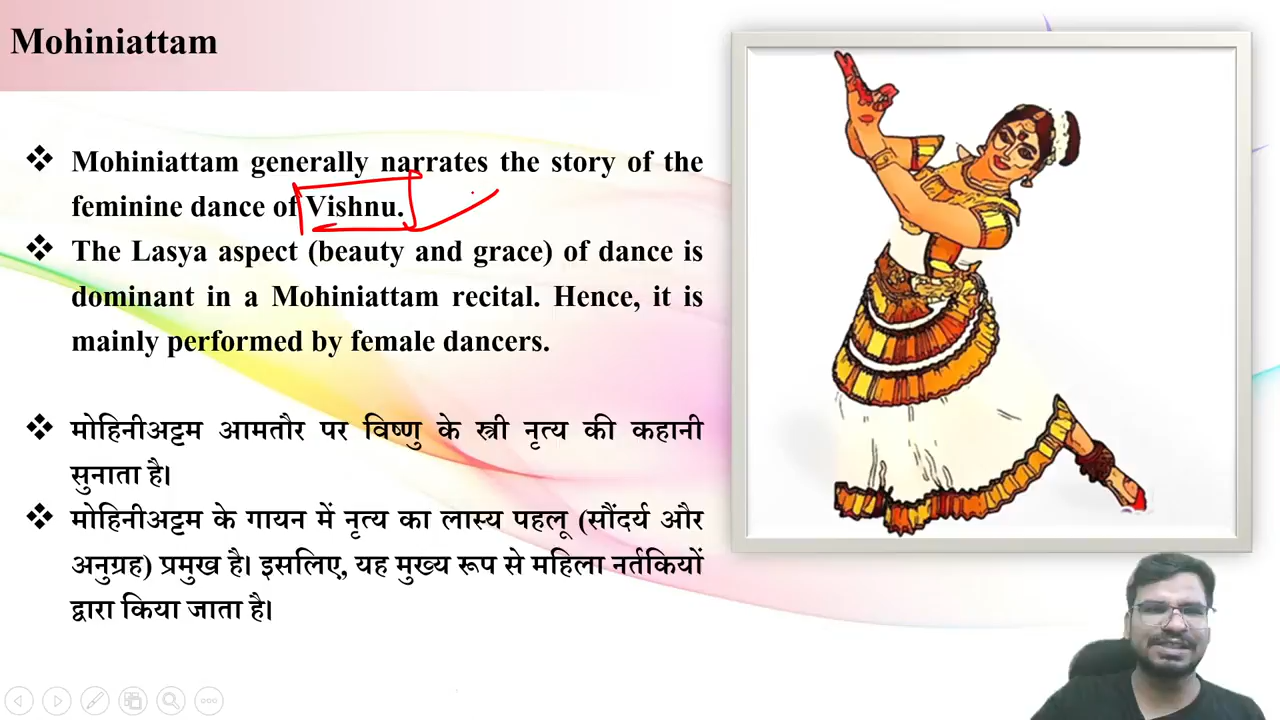 Mohiniattam
❖ Mohiniattam generally narrates the story of the
feminine dance of Vishnu.
❖ The Lasya aspect (beauty and grace) of dance is
dominant in a Mohiniattam recital. Hence, it is
mainly performed by female dancers.
❖ मोहिनीअट्टम आमतौर पर विष्णु के स्त्री नृत्य की कहानी
सुनाता है।
❖ मोहिनीअट्टम के गायन में नृत्य का लास्य पहलू (सौंदर्य और
अनुग्रह) प्रमुख है। इसलिए, यह मुख्य रूप से महिला नर्तकियों
द्वारा किया जाता है।